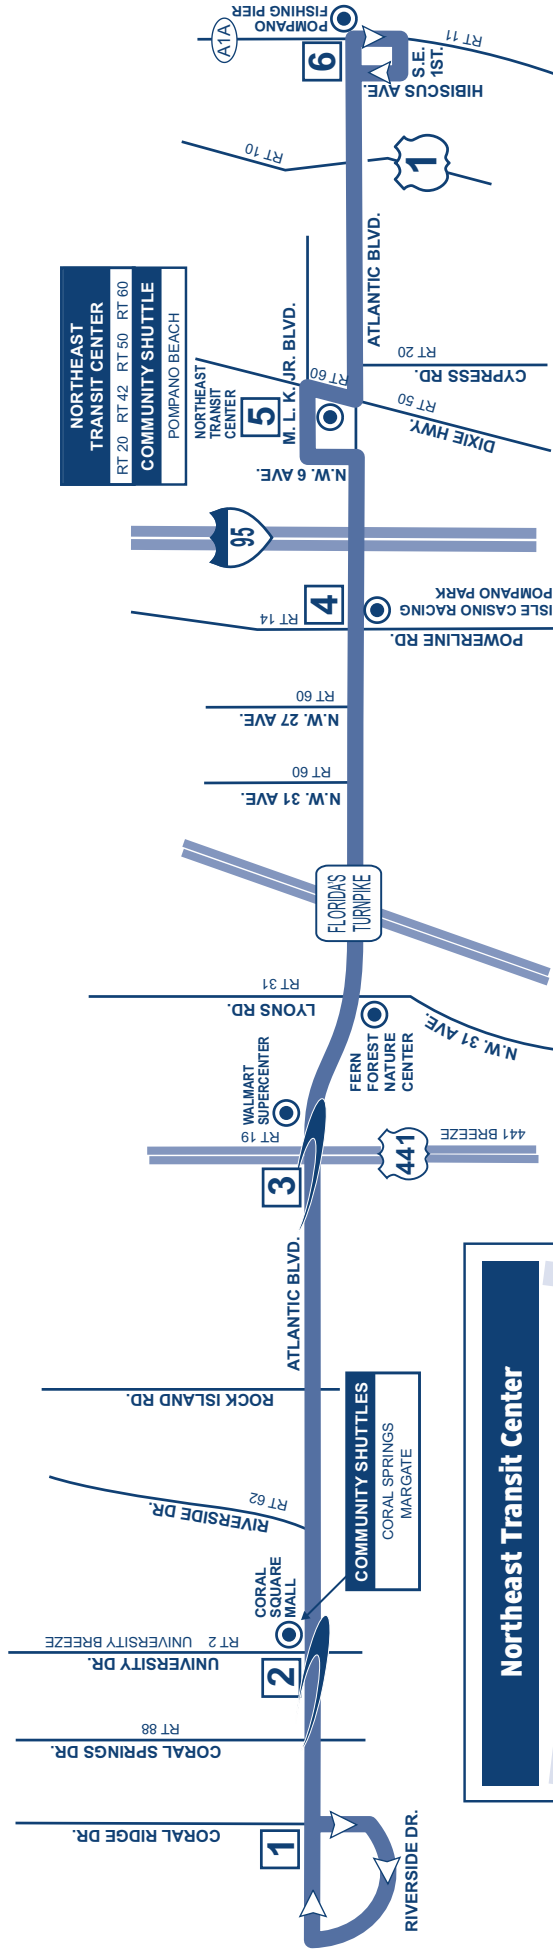 CORAL RIDGE DR.
1
RIVERSIDE DR.
CORAL SPRINGS DR.
RT 88
2
UNIVERSITY DR.
RT 2   UNIVERSITY BREEZE
CORAL
SQUARE
MALL
COMMUNITY SHUTTLES
CORAL SPRINGS
MARGATE
RIVERSIDE DR.
RT 62
ROCK ISLAND RD.
ATLANTIC BLVD.
3
RT 19
441
441 BREEZE
WALMART
SUPERCENTER
FERN
FOREST
NATURE
CENTER
LYONS RD.
RT 31
N.W. 31 AVE.
FLORIDA'S
TURNPIKE
N.W. 31 AVE.
RT 60
N.W. 27 AVE.
RT 60
POWERLINE RD.
RT 14
4
ISLE CASINO RACING
POMPANO PARK
95
N.W. 6 AVE.
5
M. L. K. JR. BLVD.
NORTHEAST
TRANSIT
CENTER
NORTHEAST
TRANSIT CENTER
RT 20   RT 42   RT 50   RT 60
COMMUNITY SHUTTLE
POMPANO BEACH
RT 60
DIXIE HWY.
RT 50
CYPRESS RD.
RT 20
ATLANTIC BLVD.
RT 10
1
6
HIBISCUS AVE.
S.E.
1ST.
RT 11
A1A
POMPANO
FISHING PIER
Northeast Transit Center